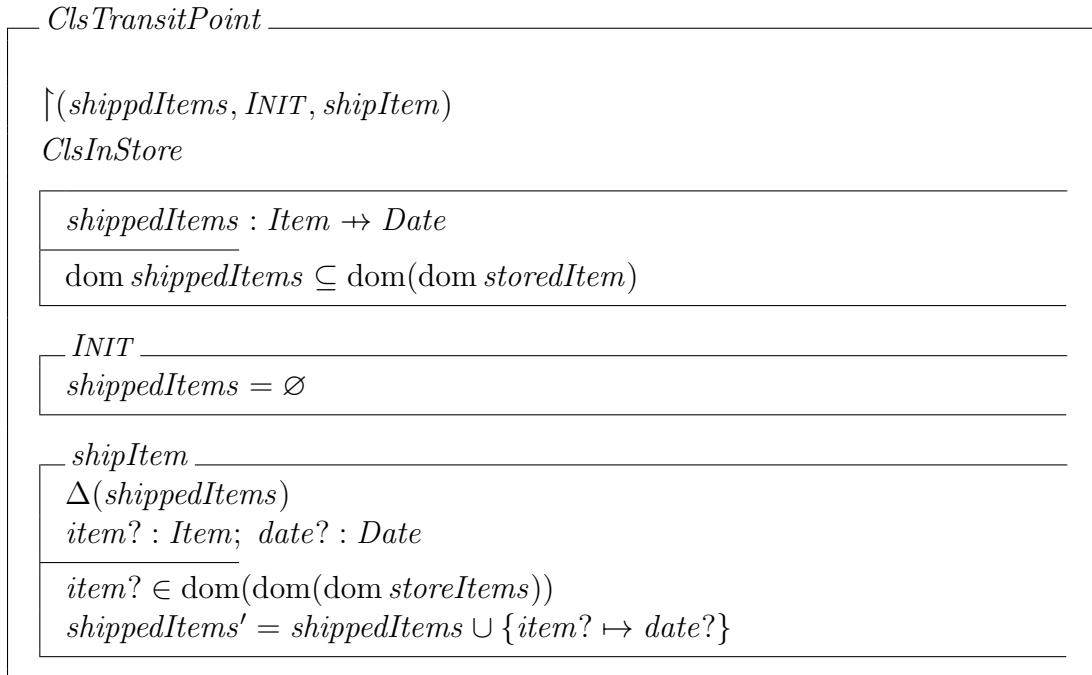 ClsTransitPoint
↾(shippdItems, INIT, shipItem)
ClsInStore
shippedItems : Item ⇸ Date
dom shippedItems ⊆ dom(dom storedItem)
INIT
shippedItems = ∅
shipItem
Δ(shippedItems)
item? : Item; date? : Date
item? ∈ dom(dom(dom storeItems))
shippedItems′ = shippedItems ∪ {item? ↦ date?}